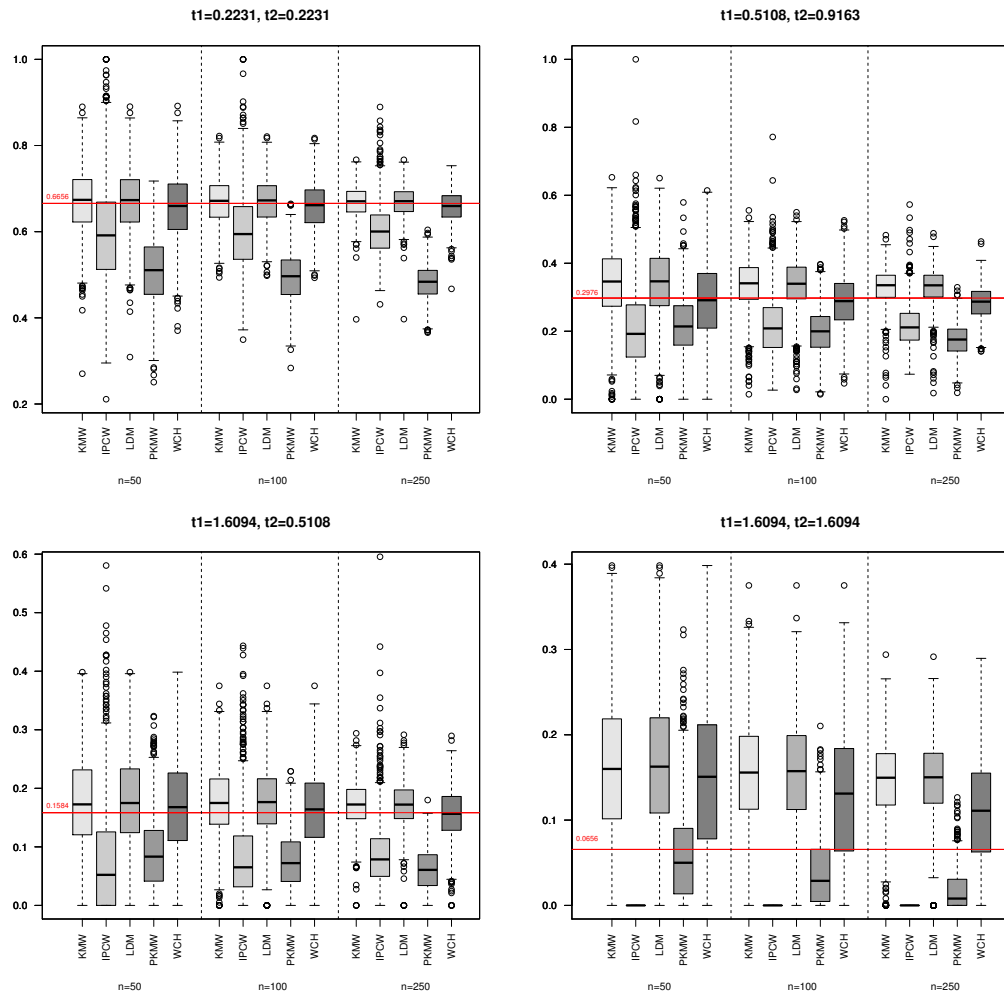 t1=0.2231, t2=0.2231
1.0
0.8
0.6
0.4
0.2
0.6656
KMW
IPCW
LDM
PKMW
WCH
KMW
IPCW
LDM
PKMW
WCH
KMW
IPCW
LDM
PKMW
WCH
n=50 n=100 n=250
t1=0.5108, t2=0.9163
1.0
0.8
0.6
0.4
0.2
0.0
0.2976
KMW
IPCW
LDM
PKMW
WCH
KMW
IPCW
LDM
PKMW
WCH
KMW
IPCW
LDM
PKMW
WCH
n=50 n=100 n=250
t1=1.6094, t2=0.5108
0.6
0.5
0.4
0.3
0.2
0.1
0.0
0.1584
KMW
IPCW
LDM
PKMW
WCH
KMW
IPCW
LDM
PKMW
WCH
KMW
IPCW
LDM
PKMW
WCH
n=50 n=100 n=250
t1=1.6094, t2=1.6094
0.4
0.3
0.2
0.1
0.0
0.0656
KMW
IPCW
LDM
PKMW
WCH
KMW
IPCW
LDM
PKMW
WCH
KMW
IPCW
LDM
PKMW
WCH
n=50 n=100 n=250